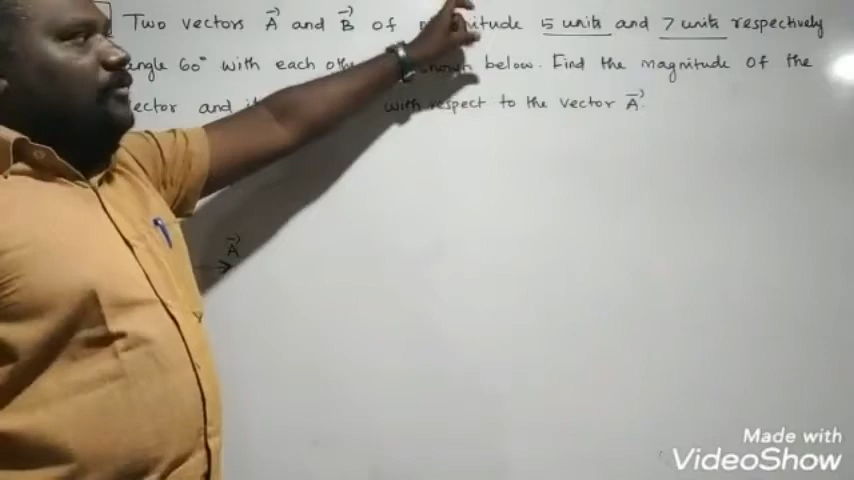 Two vectors A and B of magnitude 5 units and 7 units respectively
angle 60° with each shown below. Find the magnitude of the
with respect to the vector A.
A
Made with
VideoShow